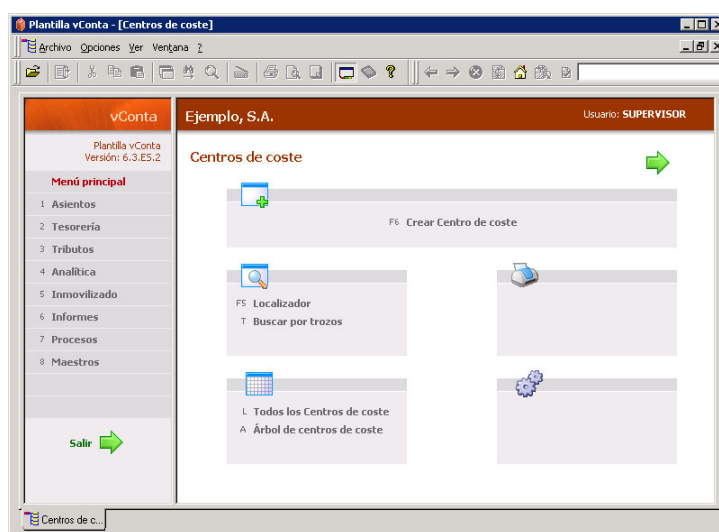 Plantilla vConta - [Centros de coste]
Archivo Opciones Ver Ventana ?
vConta
Ejemplo, S.A.
Usuario: SUPERVISOR
Plantilla vConta
Versión: 6.3.E5.2
Centros de coste
Menú principal
1 Asientos
2 Tesorería
3 Tributos
4 Analítica
5 Inmovilizado
6 Informes
7 Procesos
8 Maestros
Salir
F6 Crear Centro de coste
F5 Localizador
T Buscar por trozos
L Todos los Centros de coste
A Árbol de centros de coste
Centros de c...